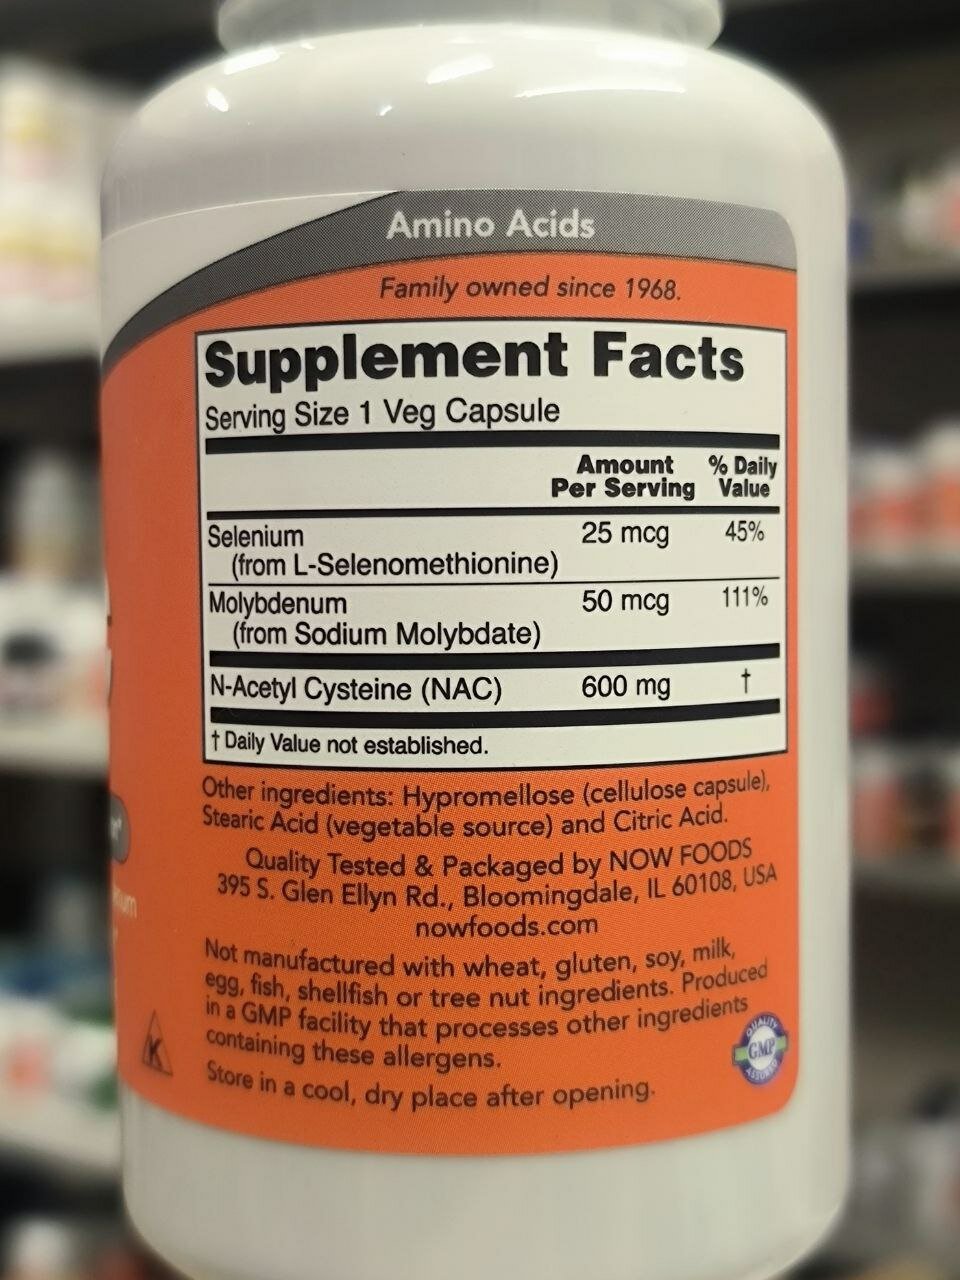 Amino Acids
Family owned since 1968.
Supplement Facts
Serving Size 1 Veg Capsule
Amount % Daily
Per Serving Value
Selenium 25 mcg 45%
(from L-Selenomethionine)
Molybdenum 50 mcg 111%
(from Sodium Molybdate)
N-Acetyl Cysteine (NAC) 600 mg †
† Daily Value not established.
Other ingredients: Hypromellose (cellulose capsule),
Stearic Acid (vegetable source) and Citric Acid.
Quality Tested & Packaged by NOW FOODS
395 S. Glen Ellyn Rd., Bloomingdale, IL 60108, USA
nowfoods.com
Not manufactured with wheat, gluten, soy, milk,
egg, fish, shellfish or tree nut ingredients. Produced
in a GMP facility that processes other ingredients
containing these allergens.
Store in a cool, dry place after opening.
K
QUALITY
GMP
ASSURED